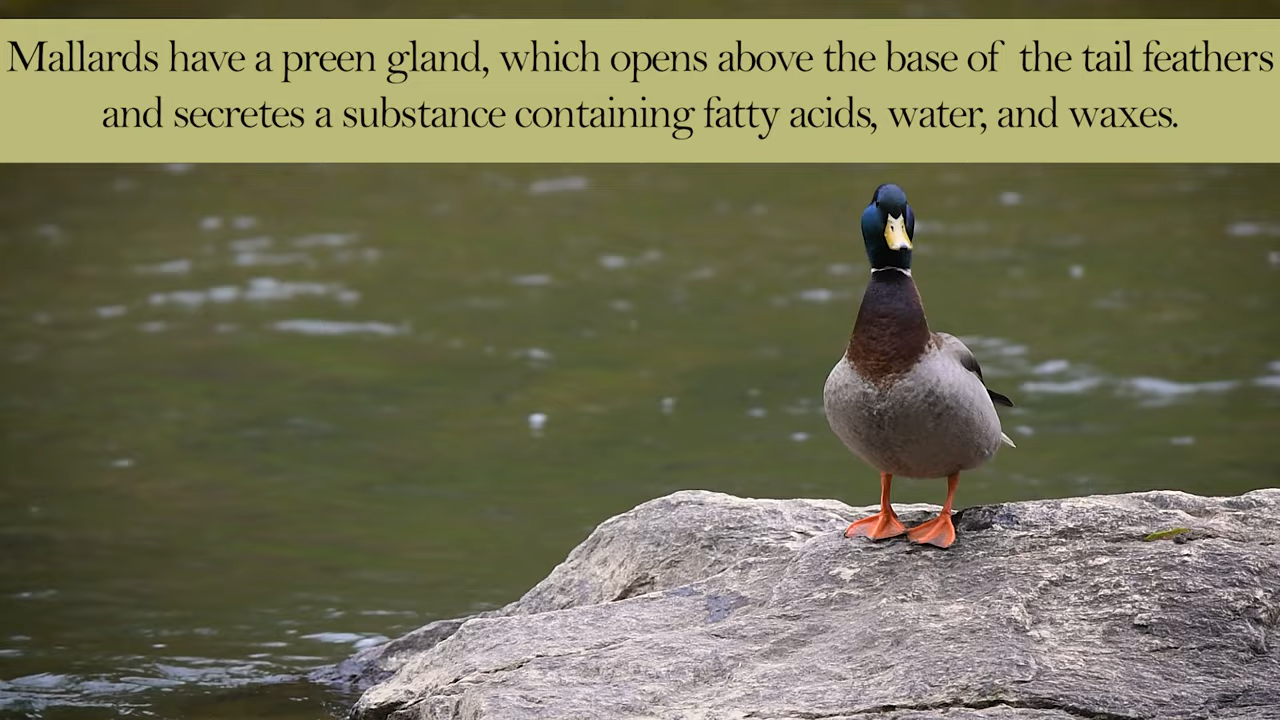 Mallards have a preen gland, which opens above the base of the tail feathers
and secretes a substance containing fatty acids, water, and waxes.